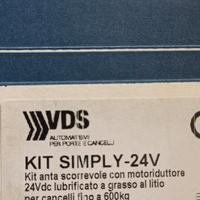 VDS
AUTOMATISMI
PER PORTE E CANCELLI
KIT SIMPLY-24V
Kit anta scorrevole con motoriduttore
24Vdc lubrificato a grasso al litio
per cancelli fino a 600kg